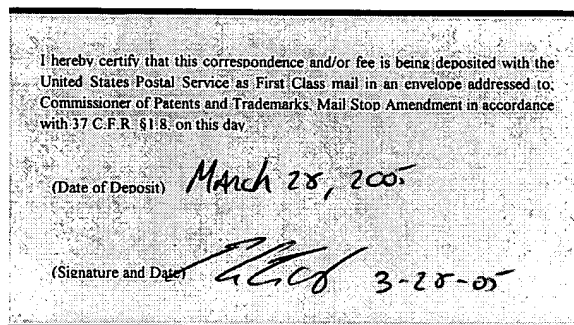 I hereby certify that this correspondence and/or fee is being deposited with the
United States Postal Service as First Class mail in an envelope addressed to:
Commissioner of Patents and Trademarks, Mail Stop Amendment in accordance
with 37 C.F.R. §1.8, on this day
(Date of Deposit) March 28, 2005
(Signature and Date) 3-28-05